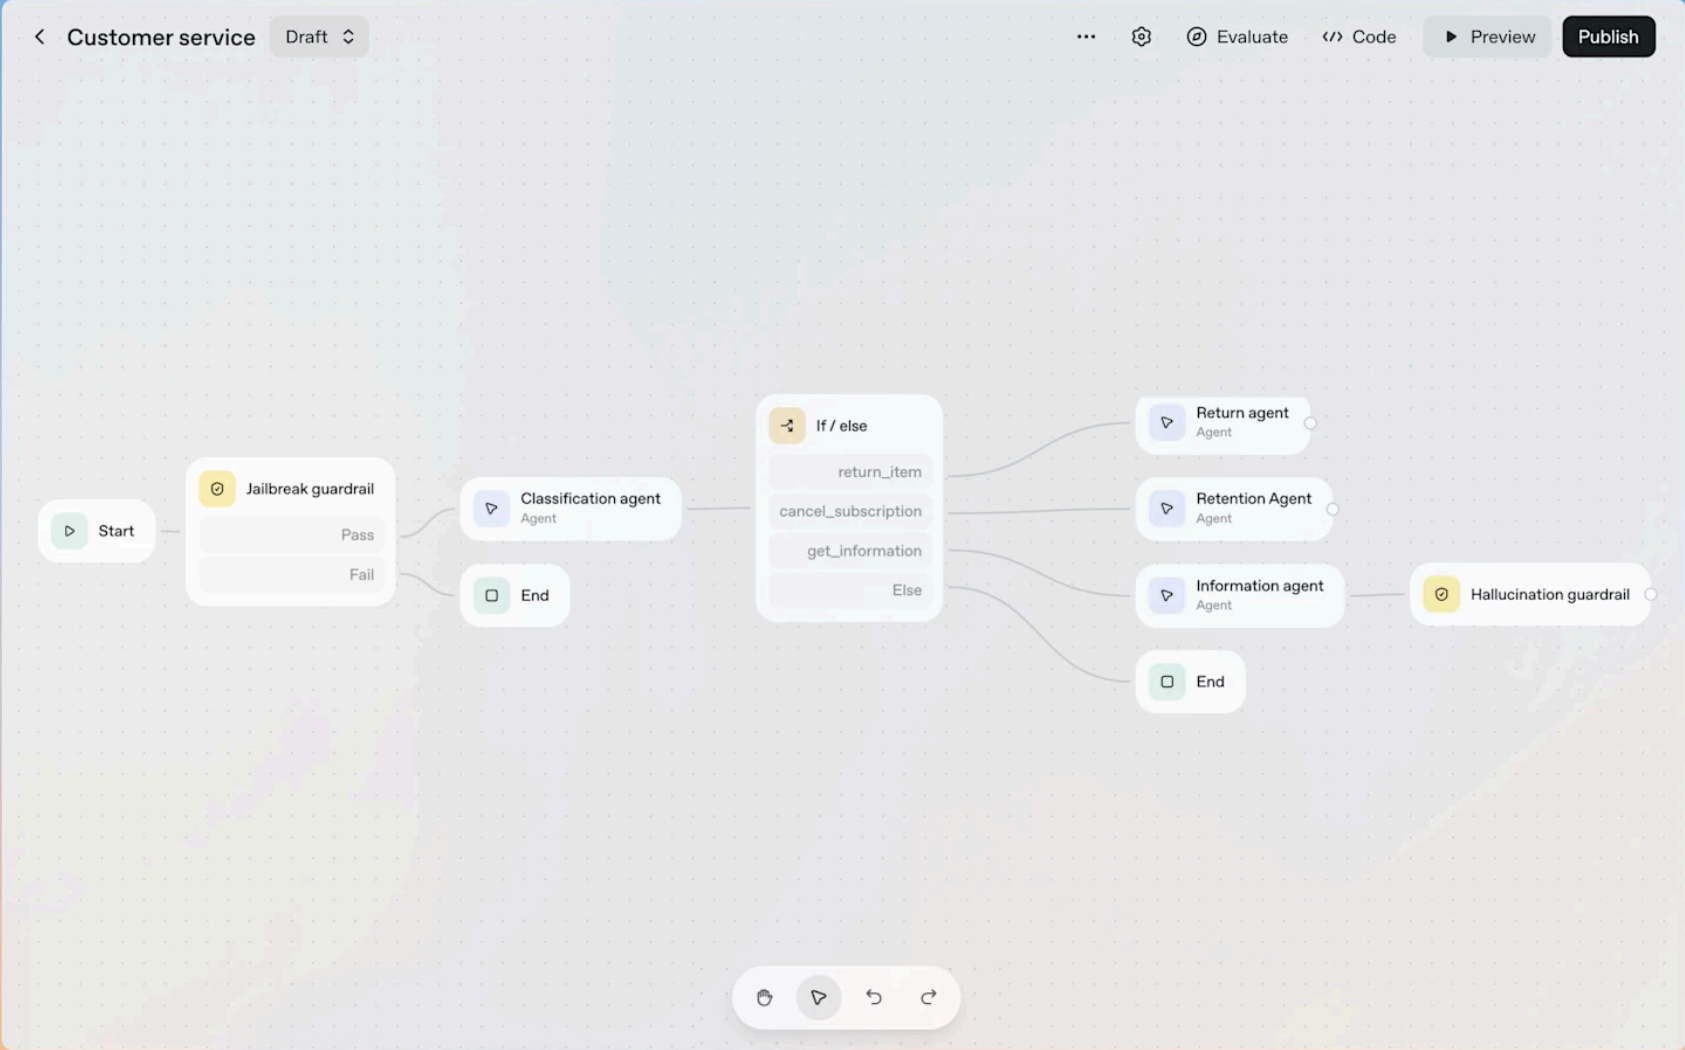 Customer service
Draft
Evaluate
Code
Preview
Publish
Start
Jailbreak guardrail
Pass
Fail
Classification agent
Agent
End
If / else
return_item
cancel_subscription
get_information
Else
Return agent
Agent
Retention Agent
Agent
Information agent
Agent
End
Hallucination guardrail